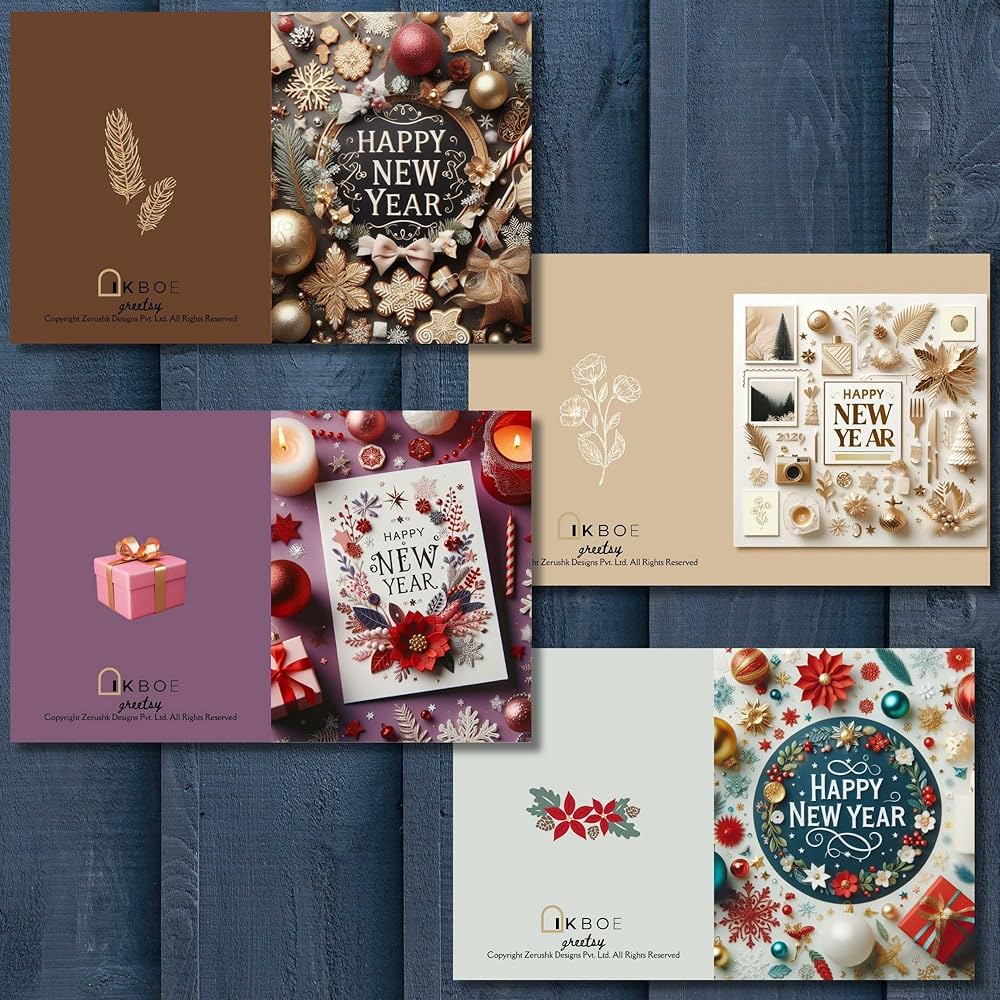 HAPPY
NEW
YEAR
IKBOE
greetsy
Copyright Zerushk Designs Pvt. Ltd. All Rights Reserved
HAPPY
NEW
YE AR
2029
IKBOE
greetsy
ht Zerushk Designs Pvt. Ltd. All Rights Reserved
HAPPY
NEW
YEAR
IKBOE
greetsy
Copyright Zerushk Designs Pvt. Ltd. All Rights Reserved
HAPPY
NEW YEAR
IKBOE
greetsy
Copyright Zerushk Designs Pvt. Ltd. All Rights Reserved